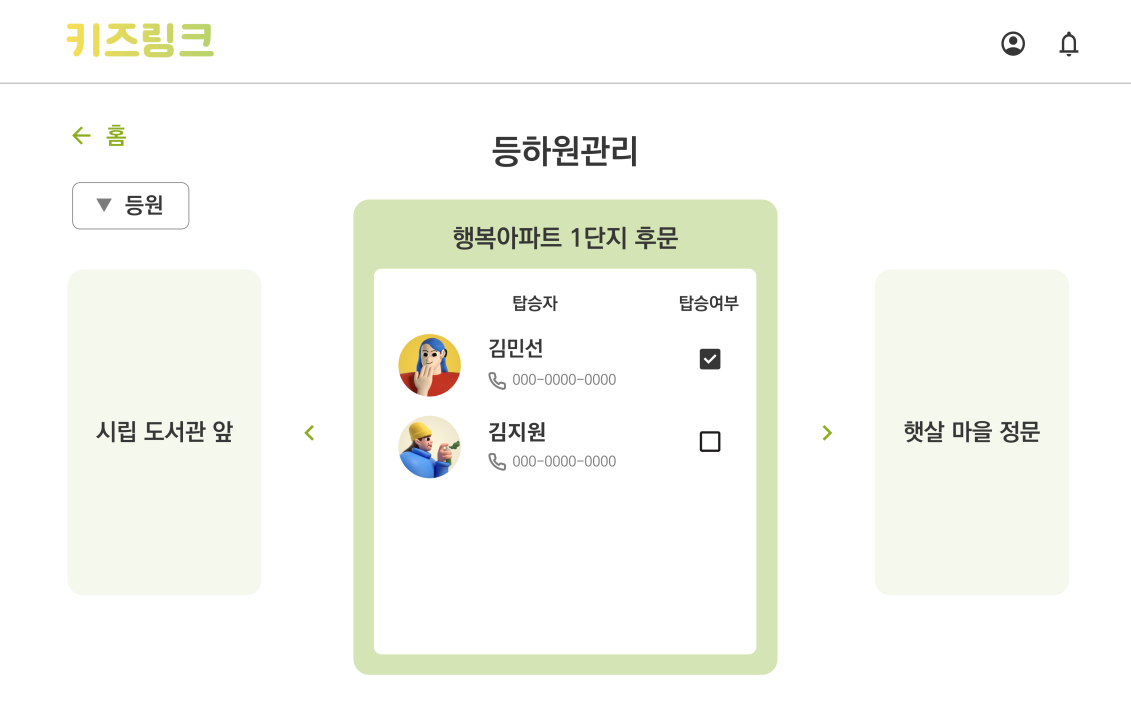 키즈링크
홈
등하원관리
등원
행복아파트 1단지 후문
탑승자
탑승여부
김민선
000-0000-0000
김지원
000-0000-0000
시립 도서관 앞
햇살 마을 정문